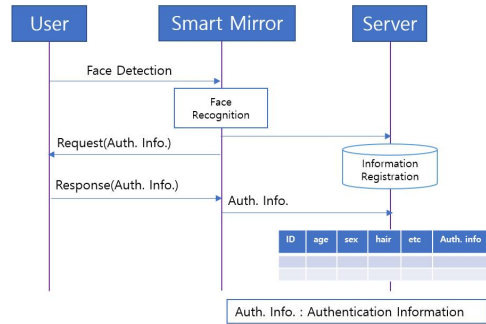 User
Smart Mirror
Server
Face Detection
Face
Recognition
Request(Auth. Info.)
Information
Registration
Response(Auth. Info.)
Auth. Info.
ID age sex hair etc Auth. info
Auth. Info. : Authentication Information